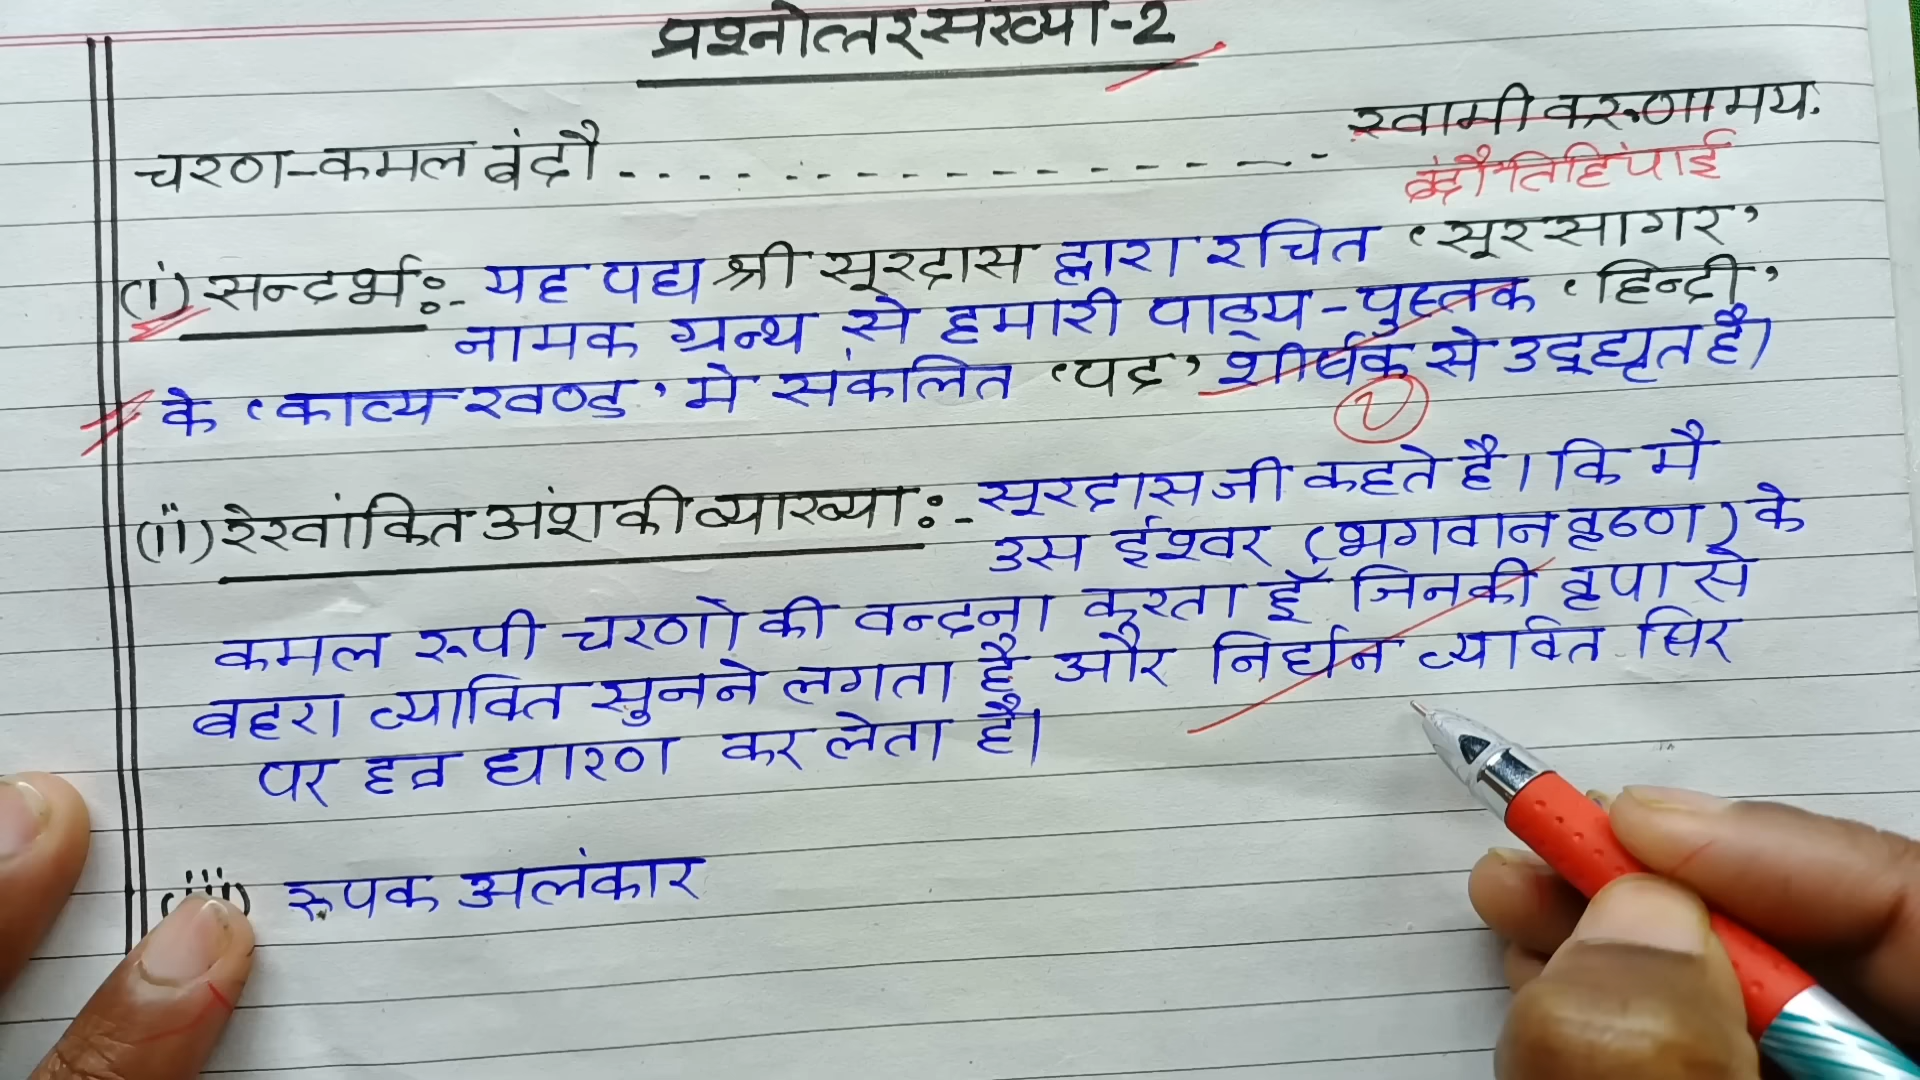 प्रश्नोत्तर संख्या-2
चरण-कमल बंदौ - - - - - - - - - - - - - - - - स्वामी करुणामय.
बंदौ तिहिं पाई
(i) सन्दर्भ:- यह पद्य श्री सूरदास द्वारा रचित 'सूरसागर'
नामक ग्रन्थ से हमारी पाठ्य-पुस्तक 'हिन्दी'
के 'काव्य खण्ड' मे संकलित 'पद' शीर्षक से उद्धृत है।
(ii) रेखांकित अंश की व्याख्या:- सूरदास जी कहते है। कि मै
उस ईश्वर (भगवान कृष्ण) के
कमल रूपी चरणो की वन्दना करता हूँ जिनकी कृपा से
बहरा व्यक्ति सुनने लगता है और निर्धन व्यक्ति सिर
पर छत्र धारण कर लेता है।
(iii) रूपक अलंकार